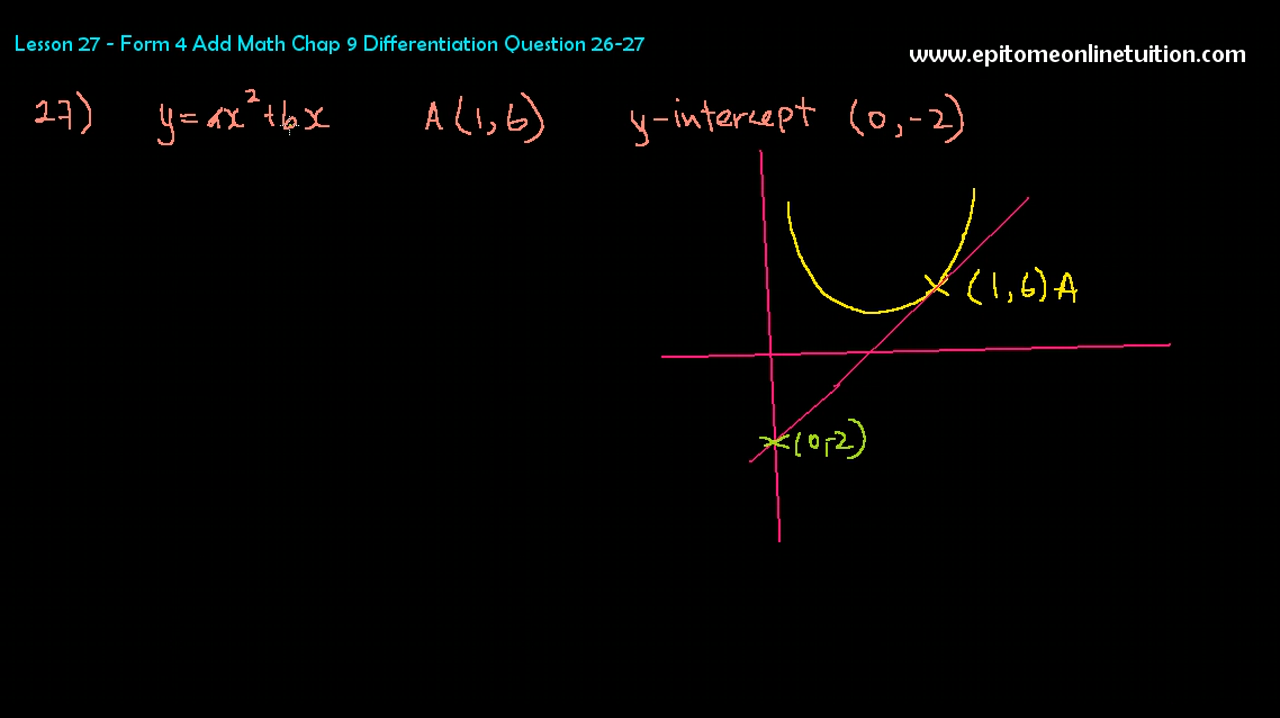 Lesson 27 - Form 4 Add Math Chap 9 Differentiation Question 26-27
www.epitomeonlinetuition.com
27) y = ax²+bx A(1,6) y-intercept (0,-2)
(1,6)A
(0,-2)